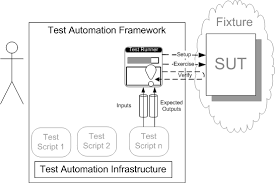 Test Automation Framework
Fixture
Test Runner
Setup
Exercise
Verify
SUT
Inputs
Expected
Outputs
Test
Script 1
Test
Script 2
Test
Script n
Test Automation Infrastructure